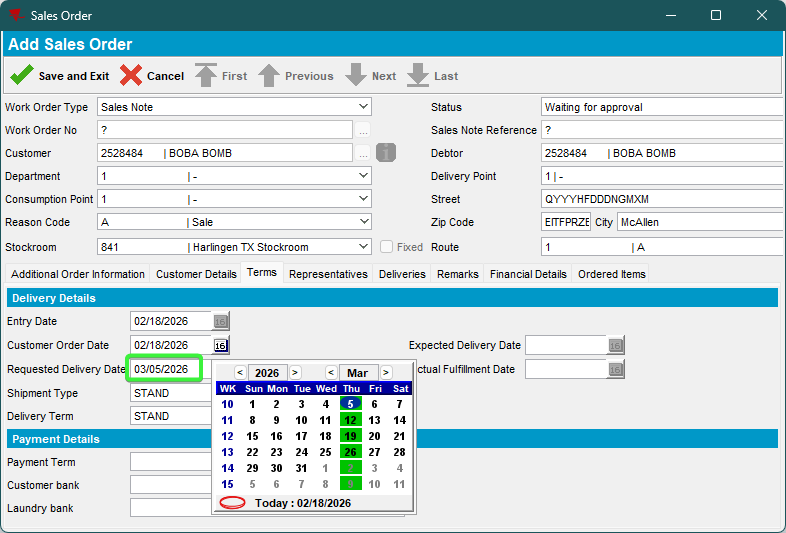 Sales Order
Add Sales Order
Save and Exit Cancel First Previous Next Last
Work Order Type Sales Note Status Waiting for approval
Work Order No ? ... Sales Note Reference ?
Customer 2528484 | BOBA BOMB ... i Debtor 2528484 | BOBA BOMB
Department 1 | - Delivery Point 1 | -
Consumption Point 1 | - Street QYYYHFDDDNGMXM
Reason Code A | Sale Zip Code EITFPRZE City McAllen
Stockroom 841 | Harlingen TX Stockroom Fixed Route 1 | A
Additional Order Information Customer Details Terms Representatives Deliveries Remarks Financial Details Ordered Items
Delivery Details
Entry Date 02/18/2026 16
Customer Order Date 02/18/2026 16 Expected Delivery Date 16
Requested Delivery Date 03/05/2026 ctual Fulfillment Date 16
Shipment Type STAND
Delivery Term STAND
< 2026 > < Mar >
WK Sun Mon Tue Wed Thu Fri Sat
10 1 2 3 4 5 6 7
11 8 9 10 11 12 13 14
12 15 16 17 18 19 20 21
13 22 23 24 25 26 27 28
14 29 30 31 1 2 3 4
15 5 6 7 8 9 10 11
Today : 02/18/2026
Payment Details
Payment Term
Customer bank
Laundry bank